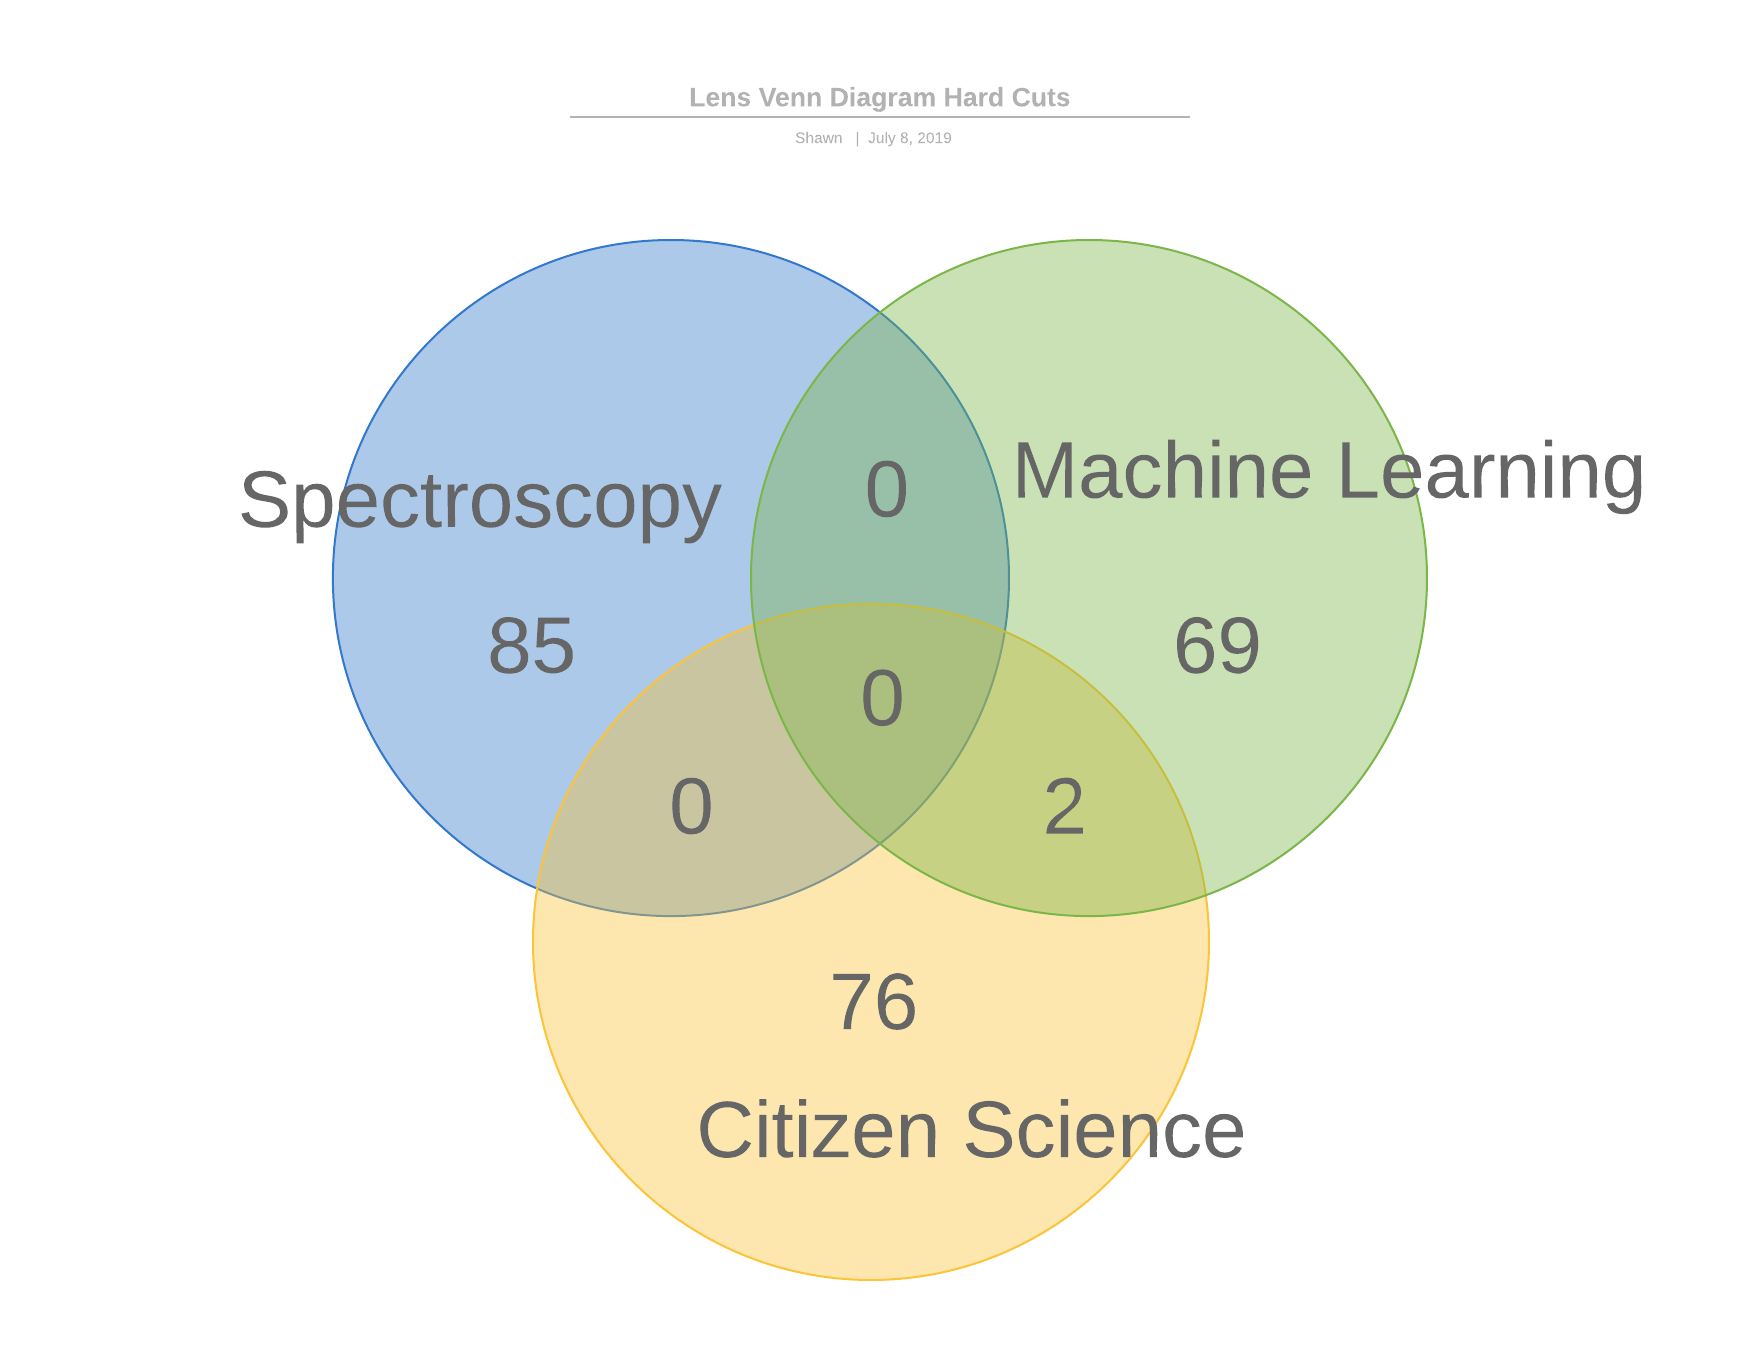 Lens Venn Diagram Hard Cuts
Shawn | July 8, 2019
Spectroscopy
0
Machine Learning
85
69
0
0
2
76
Citizen Science